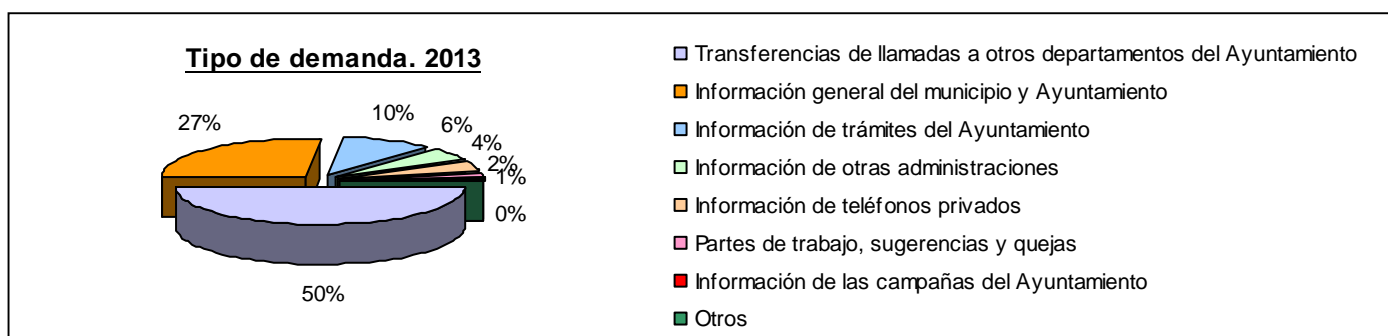 Tipo de demanda. 2013
27%
10%
6%
4%
2%
1%
0%
50%
Transferencias de llamadas a otros departamentos del Ayuntamiento
Información general del municipio y Ayuntamiento
Información de trámites del Ayuntamiento
Información de otras administraciones
Información de teléfonos privados
Partes de trabajo, sugerencias y quejas
Información de las campañas del Ayuntamiento
Otros